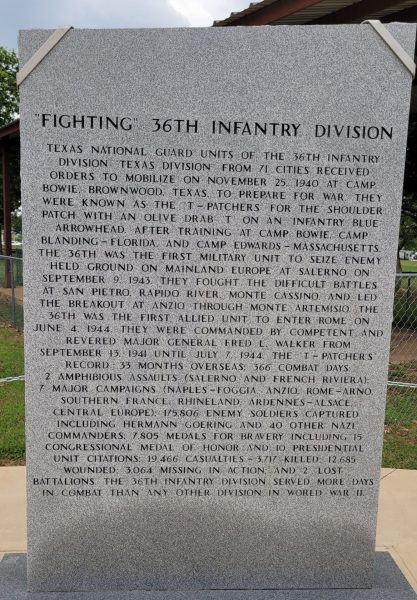 "FIGHTING" 36TH INFANTRY DIVISION
TEXAS NATIONAL GUARD UNITS OF THE 36TH INFANTRY
DIVISION "TEXAS DIVISION" FROM 71 CITIES RECEIVED
ORDERS TO MOBILIZE ON NOVEMBER 25, 1940 AT CAMP
BOWIE, BROWNWOOD, TEXAS, TO PREPARE FOR WAR. THEY
WERE KNOWN AS THE "T-PATCHERS" FOR THE SHOULDER
PATCH WITH AN OLIVE DRAB "T" ON AN INFANTRY BLUE
ARROWHEAD. AFTER TRAINING AT CAMP BOWIE, CAMP
BLANDING-FLORIDA, AND CAMP EDWARDS-MASSACHUSETTS,
THE 36TH WAS THE FIRST MILITARY UNIT TO SEIZE ENEMY
HELD GROUND ON MAINLAND EUROPE AT SALERNO ON
SEPTEMBER 9, 1943. THEY FOUGHT THE DIFFICULT BATTLES
AT SAN PIETRO, RAPIDO RIVER, MONTE CASSINO AND LED
THE BREAKOUT AT ANZIO THROUGH MONTE ARTEMISIO. THE
36TH WAS THE FIRST ALLIED UNIT TO ENTER ROME ON
JUNE 4, 1944. THEY WERE COMMANDED BY COMPETENT AND
REVERED MAJOR GENERAL FRED L. WALKER FROM
SEPTEMBER 13, 1941 UNTIL JULY 7, 1944. THE "T-PATCHERS"
RECORD: 33 MONTHS OVERSEAS; 366 COMBAT DAYS;
2 AMPHIBIOUS ASSAULTS (SALERNO AND FRENCH RIVIERA);
7 MAJOR CAMPAIGNS (NAPLES-FOGGIA, ANZIO, ROME-ARNO,
SOUTHERN FRANCE, RHINELAND, ARDENNES-ALSACE,
CENTRAL EUROPE); 175,806 ENEMY SOLDIERS CAPTURED
INCLUDING HERMANN GOERING AND 40 OTHER NAZI
COMMANDERS; 7,805 MEDALS FOR BRAVERY INCLUDING 15
CONGRESSIONAL MEDAL OF HONOR AND 10 PRESIDENTIAL
UNIT CITATIONS; 19,466 CASUALTIES-3,717 KILLED, 12,685
WOUNDED, 3,064 MISSING IN ACTION, AND 2 LOST
BATTALIONS. THE 36TH INFANTRY DIVISION SERVED MORE DAYS
IN COMBAT THAN ANY OTHER DIVISION IN WORLD WAR II.